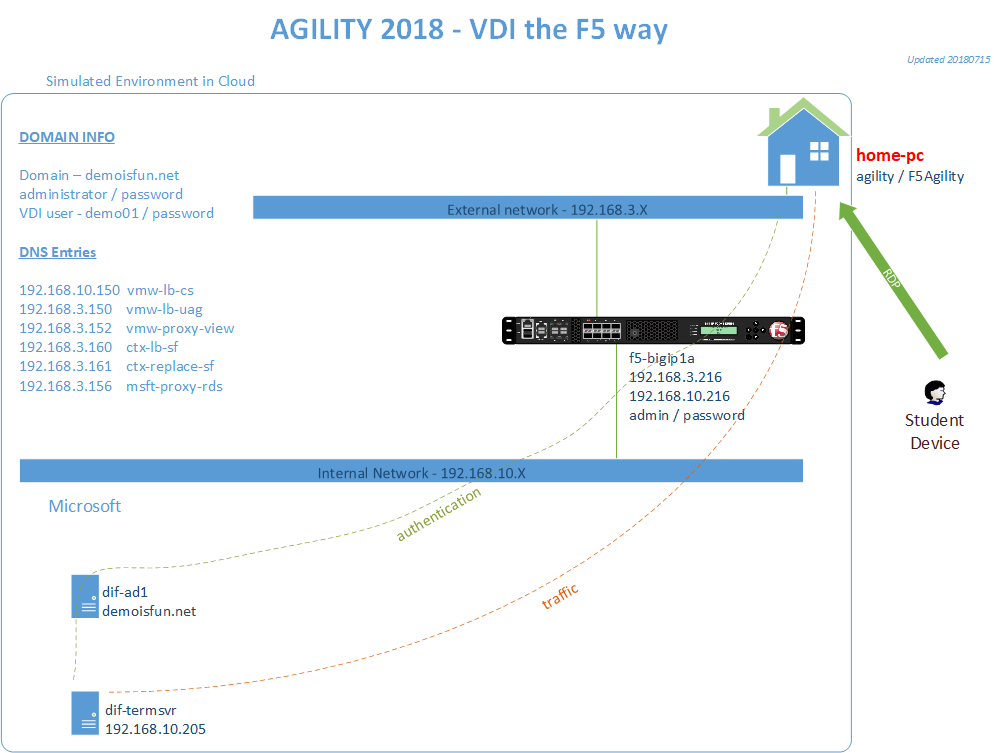 AGILITY 2018 - VDI the F5 way
Updated 20180715
Simulated Environment in Cloud
DOMAIN INFO
Domain – demoisfun.net
administrator / password
VDI user - demo01 / password
DNS Entries
192.168.10.150 vmw-lb-cs
192.168.3.150 vmw-lb-uag
192.168.3.152 vmw-proxy-view
192.168.3.160 ctx-lb-sf
192.168.3.161 ctx-replace-sf
192.168.3.156 msft-proxy-rds
home-pc
agility / F5Agility
External network - 192.168.3.X
RDP
F5
f5-bigip1a
192.168.3.216
192.168.10.216
admin / password
Student
Device
Internal Network - 192.168.10.X
Microsoft
authentication
dif-ad1
demoisfun.net
traffic
dif-termsvr
192.168.10.205